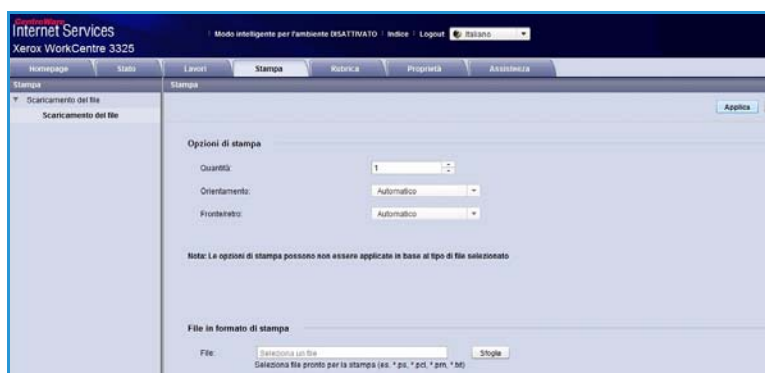 CentreWare
Internet Services
Xerox WorkCentre 3325
Modo intelligente per l'ambiente DISATTIVATO Indice Logout Italiano
Homepage Stato Lavori Stampa Rubrica Proprietà Assistenza
Stampa Stampa
Scaricamento del file
Scaricamento del file
Applica
Opzioni di stampa
Quantità: 1
Orientamento: Automatico
Fronte/retro: Automatico
Nota: Le opzioni di stampa possono non essere applicate in base al tipo di file selezionato
File in formato di stampa
File: Seleziona un file Sfoglia
Seleziona file pronto per la stampa (es. *.ps, *.pcl, *.prn, *.txt)